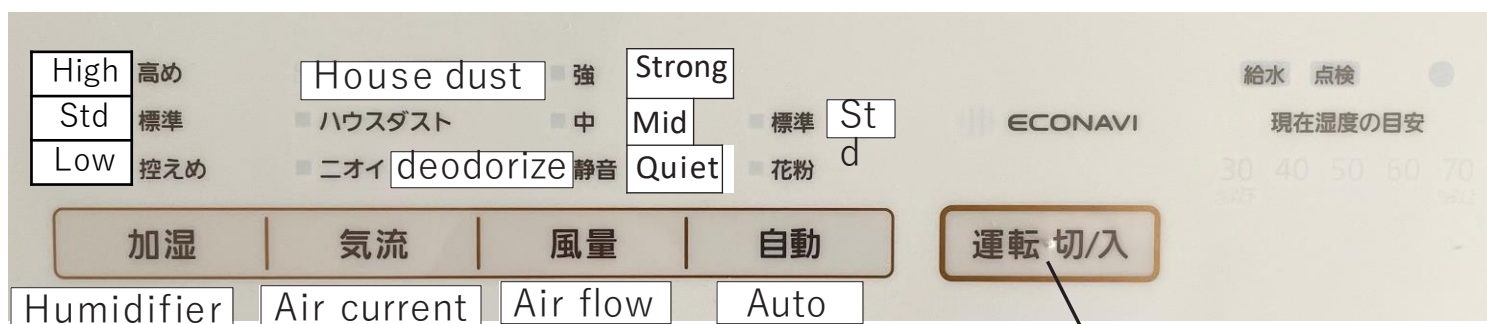 High 高め House dust 強 Strong 給水 点検
Std 標準 ハウスダスト 中 Mid 標準 St
d ECONAVI 現在湿度の目安
Low 控えめ ニオイ deodorize 静音 Quiet 花粉 30 40 50 60 70
加湿 気流 風量 自動 運転 切/入
Humidifier Air current Air flow Auto